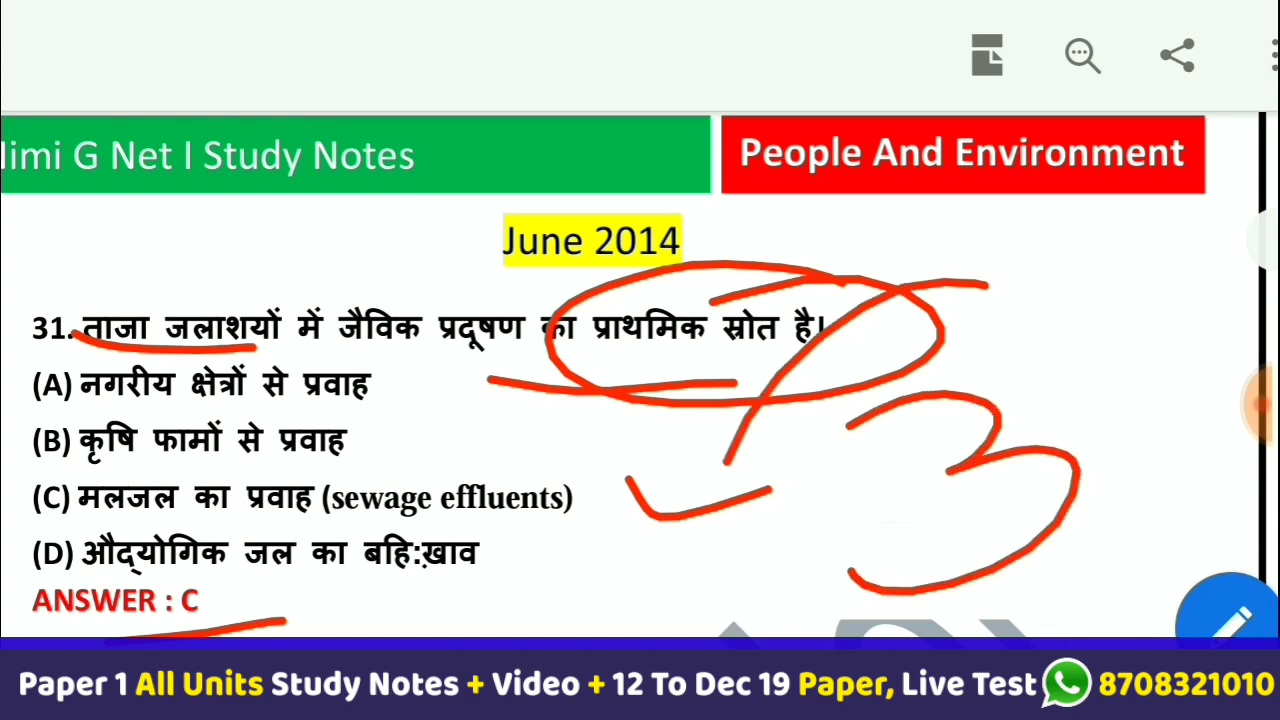 imi G Net I Study Notes
People And Environment
June 2014
31. ताजा जलाशयों में जैविक प्रदूषण का प्राथमिक स्रोत है।
(A) नगरीय क्षेत्रों से प्रवाह
(B) कृषि फामों से प्रवाह
(C) मलजल का प्रवाह (sewage effluents)
(D) औद्योगिक जल का बहि:ख़ाव
ANSWER : C
Paper 1 All Units Study Notes + Video + 12 To Dec 19 Paper, Live Test 8708321010